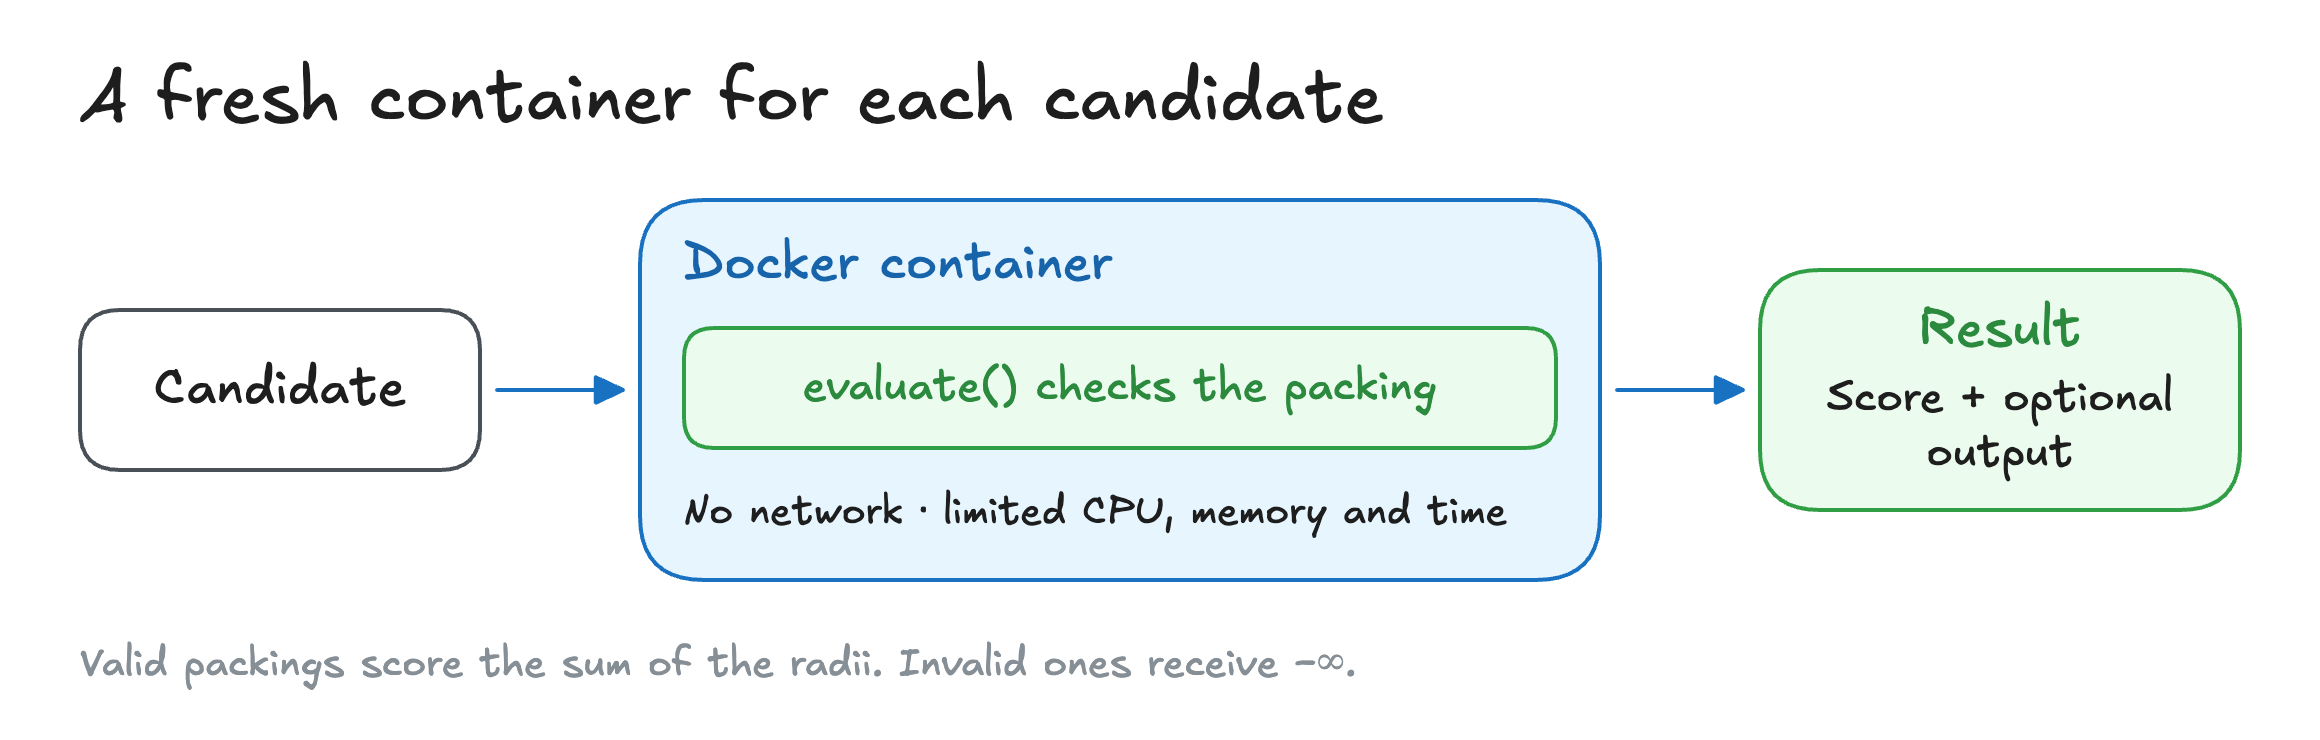 A fresh container for each candidate
Candidate
Docker container
evaluate() checks the packing
No network · limited CPU, memory and time
Result
Score + optional
output
Valid packings score the sum of the radii. Invalid ones receive -∞.